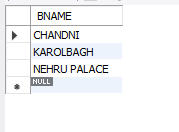 BNAME
CHANDNI
KAROLBAGH
NEHRU PALACE
NULL